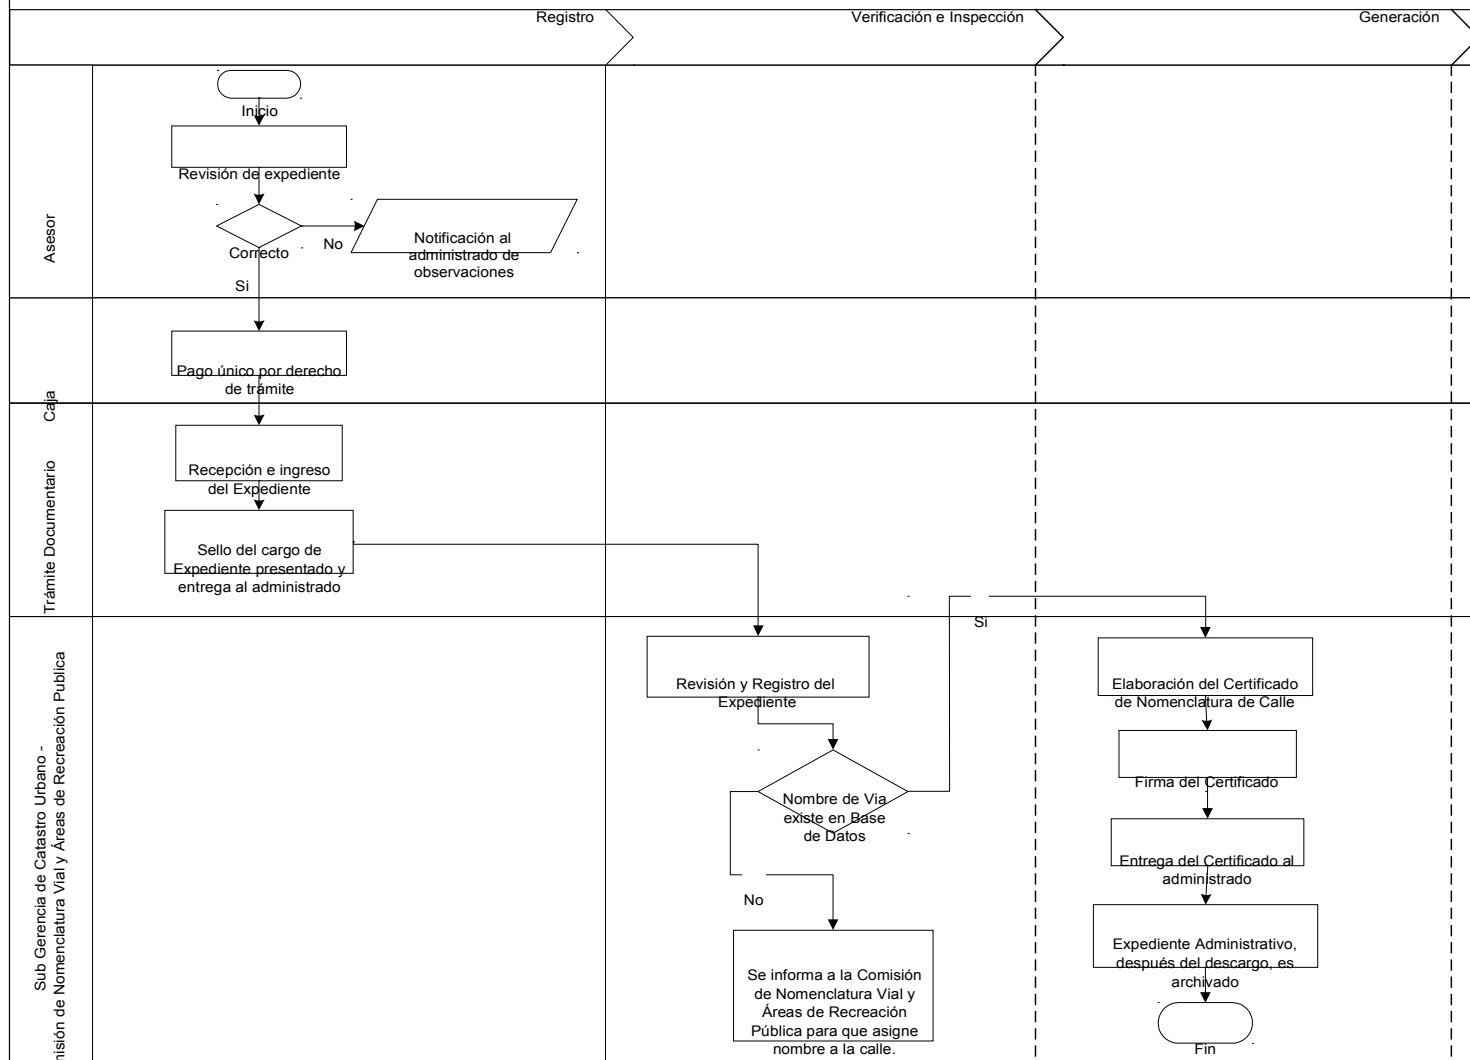 Registro
Verificación e Inspección
Generación
Asesor
Inicio
Revisión de expediente
Correcto
No
Notificación al
administrado de
observaciones
Si
Caja
Pago único por derecho
de trámite
Trámite Documentario
Recepción e ingreso
del Expediente
Sello del cargo de
Expediente presentado y
entrega al administrado
Sub Gerencia de Catastro Urbano -
misión de Nomenclatura Vial y Áreas de Recreación Publica
Revisión y Registro del
Expediente
Nombre de Via
existe en Base
de Datos
Si
No
Se informa a la Comisión
de Nomenclatura Vial y
Áreas de Recreación
Pública para que asigne
nombre a la calle.
Elaboración del Certificado
de Nomenclatura de Calle
Firma del Certificado
Entrega del Certificado al
administrado
Expediente Administrativo,
después del descargo, es
archivado
Fin